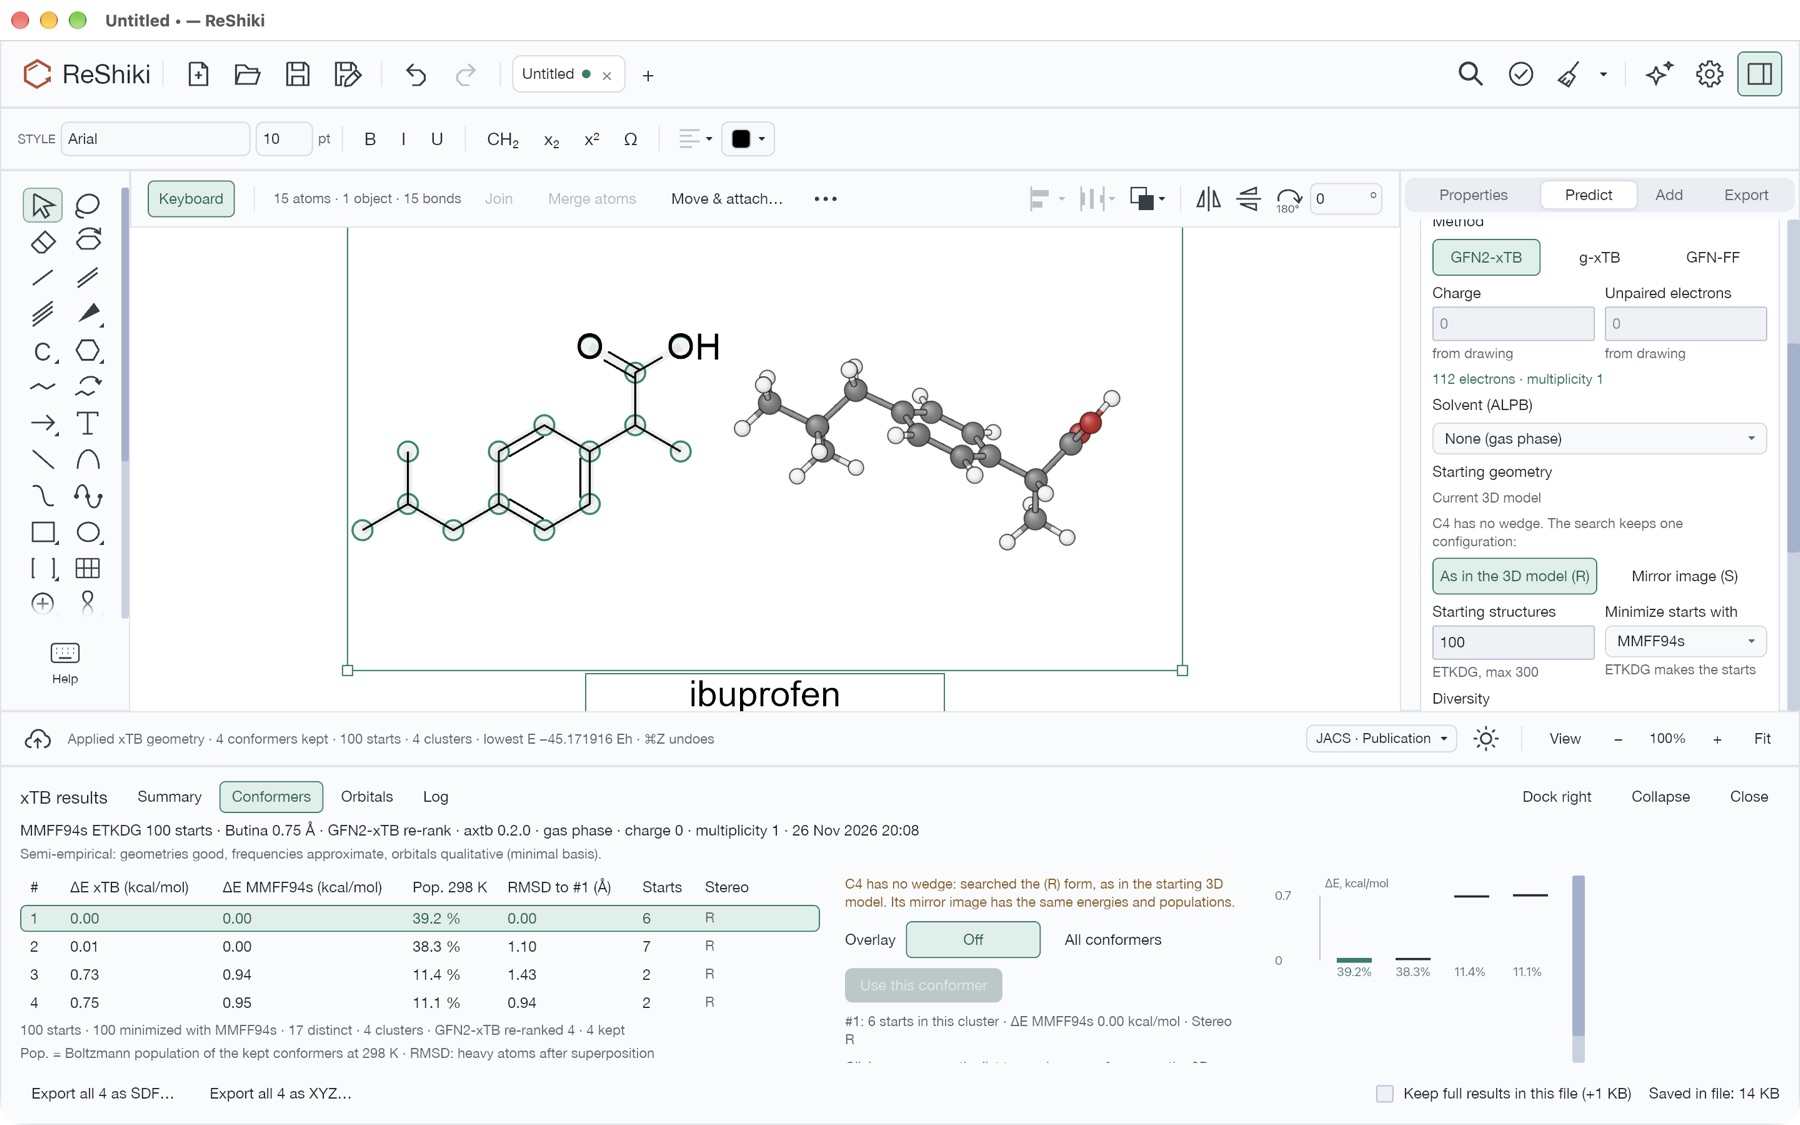 Untitled • — ReShiki
ReShiki
Untitled
STYLE Arial 10 pt B I U CH₂ x₂ x² Ω
Keyboard 15 atoms · 1 object · 15 bonds Join Merge atoms Move & attach... ••• 180° 0 °
Properties Predict Add Export
Method
GFN2-xTB g-xTB GFN-FF
Charge Unpaired electrons
0 0
from drawing from drawing
112 electrons · multiplicity 1
Solvent (ALPB)
None (gas phase)
Starting geometry
Current 3D model
C4 has no wedge. The search keeps one
configuration:
As in the 3D model (R) Mirror image (S)
Starting structures Minimize starts with
100 MMFF94s
ETKDG, max 300 ETKDG makes the starts
Diversity
C
T
Help
O OH
ibuprofen
Applied xTB geometry · 4 conformers kept · 100 starts · 4 clusters · lowest E −45.171916 Eh · ⌘Z undoes
JACS · Publication View − 100% + Fit
xTB results Summary Conformers Orbitals Log Dock right Collapse Close
MMFF94s ETKDG 100 starts · Butina 0.75 Å · GFN2-xTB re-rank · axtb 0.2.0 · gas phase · charge 0 · multiplicity 1 · 26 Nov 2026 20:08
Semi-empirical: geometries good, frequencies approximate, orbitals qualitative (minimal basis).
# ΔE xTB (kcal/mol) ΔE MMFF94s (kcal/mol) Pop. 298 K RMSD to #1 (Å) Starts Stereo
1 0.00 0.00 39.2 % 0.00 6 R
2 0.01 0.00 38.3 % 1.10 7 R
3 0.73 0.94 11.4 % 1.43 2 R
4 0.75 0.95 11.1 % 0.94 2 R
100 starts · 100 minimized with MMFF94s · 17 distinct · 4 clusters · GFN2-xTB re-ranked 4 · 4 kept
Pop. = Boltzmann population of the kept conformers at 298 K · RMSD: heavy atoms after superposition
C4 has no wedge: searched the (R) form, as in the starting 3D
model. Its mirror image has the same energies and populations.
Overlay Off All conformers
Use this conformer
#1: 6 starts in this cluster · ΔE MMFF94s 0.00 kcal/mol · Stereo
R
ΔE, kcal/mol
0.7
0
39.2% 38.3% 11.4% 11.1%
Export all 4 as SDF... Export all 4 as XYZ... Keep full results in this file (+1 KB) Saved in file: 14 KB